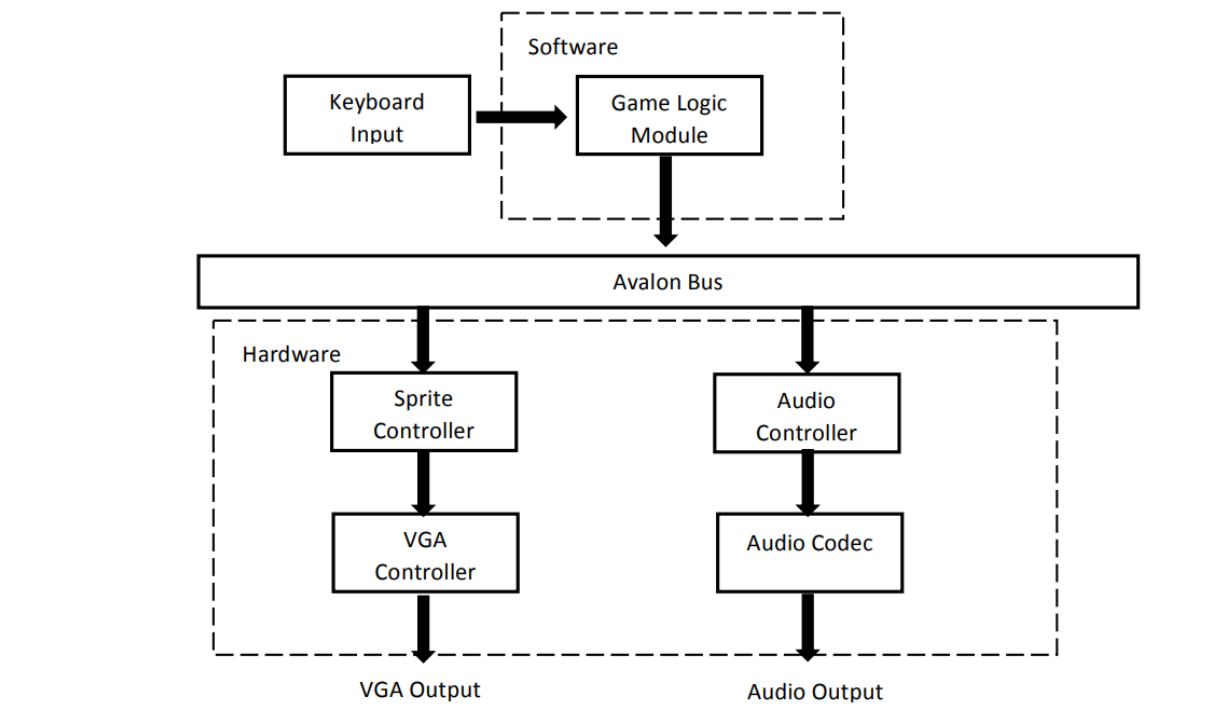 Software
Keyboard
Input
Game Logic
Module
Avalon Bus
Hardware
Sprite
Controller
Audio
Controller
VGA
Controller
Audio Codec
VGA Output
Audio Output